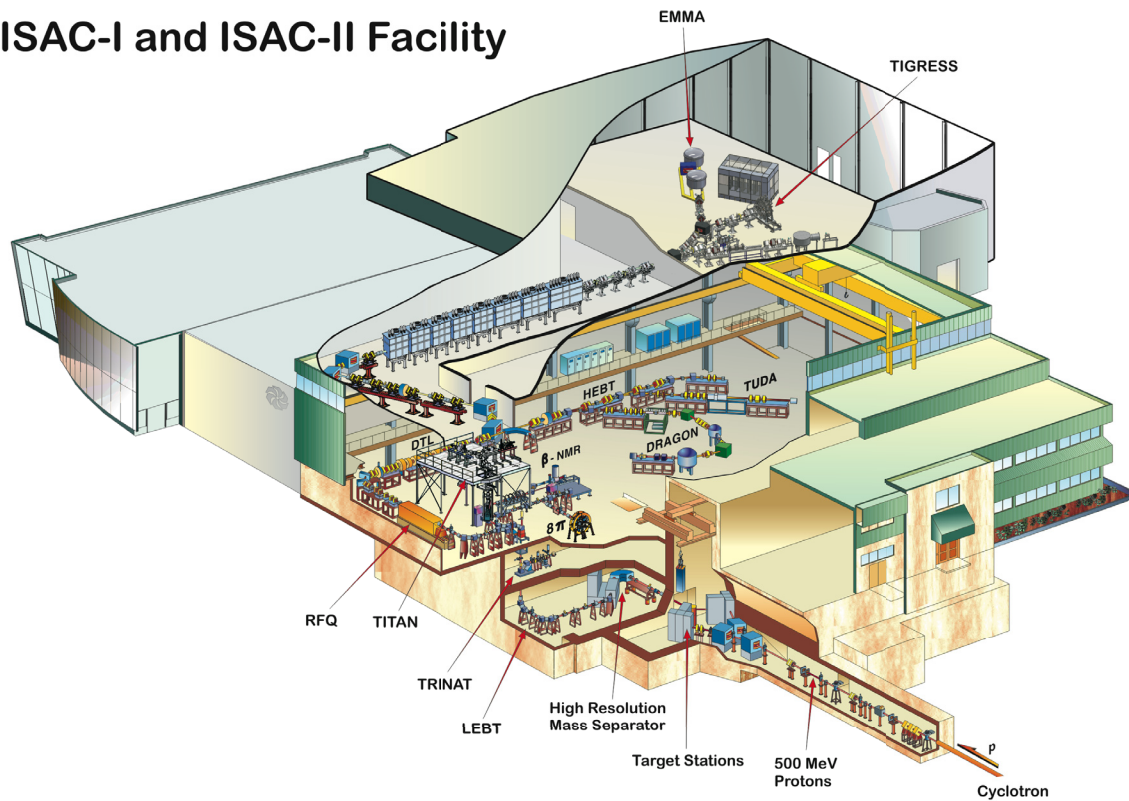 ISAC-I and ISAC-II Facility
EMMA
TIGRESS
HEBT
TUDA
DTL
β-NMR
DRAGON
8π
RFQ
TITAN
TRINAT
LEBT
High Resolution
Mass Separator
Target Stations
500 MeV
Protons
p
Cyclotron